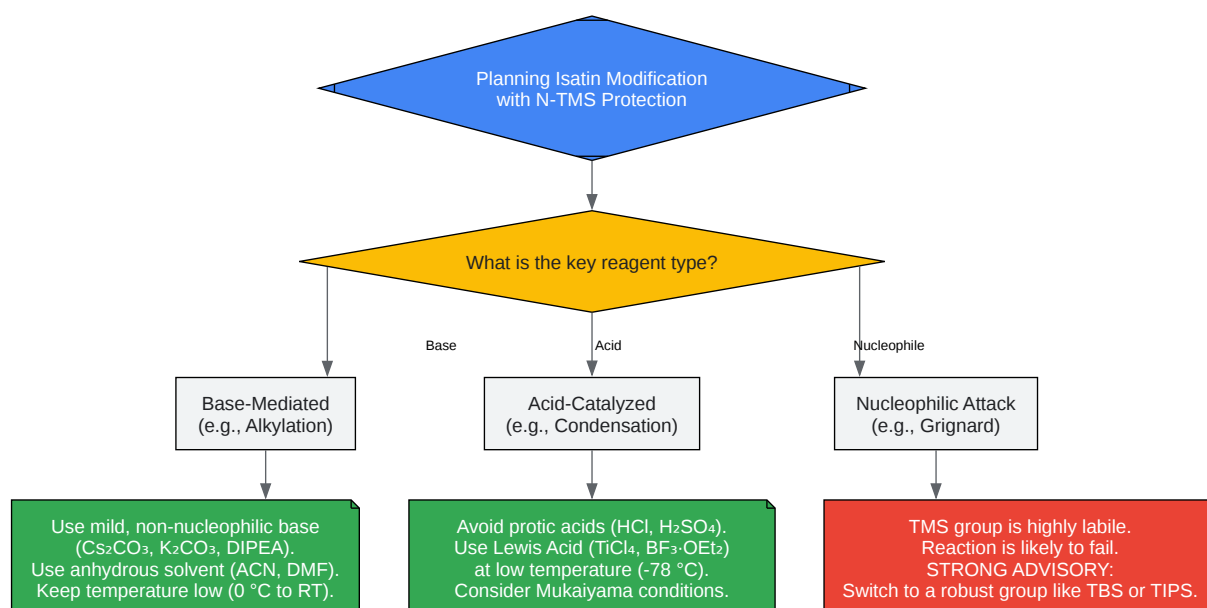 Planning Isatin Modification
with N-TMS Protection
What is the key reagent type?
Base
Acid
Nucleophile
Base-Mediated
(e.g., Alkylation)
Acid-Catalyzed
(e.g., Condensation)
Nucleophilic Attack
(e.g., Grignard)
Use mild, non-nucleophilic base
(Cs₂CO₃, K₂CO₃, DIPEA).
Use anhydrous solvent (ACN, DMF).
Keep temperature low (0 °C to RT).
Avoid protic acids (HCl, H₂SO₄).
Use Lewis Acid (TiCl₄, BF₃·OEt₂)
at low temperature (-78 °C).
Consider Mukaiyama conditions.
TMS group is highly labile.
Reaction is likely to fail.
STRONG ADVISORY:
Switch to a robust group like TBS or TIPS.